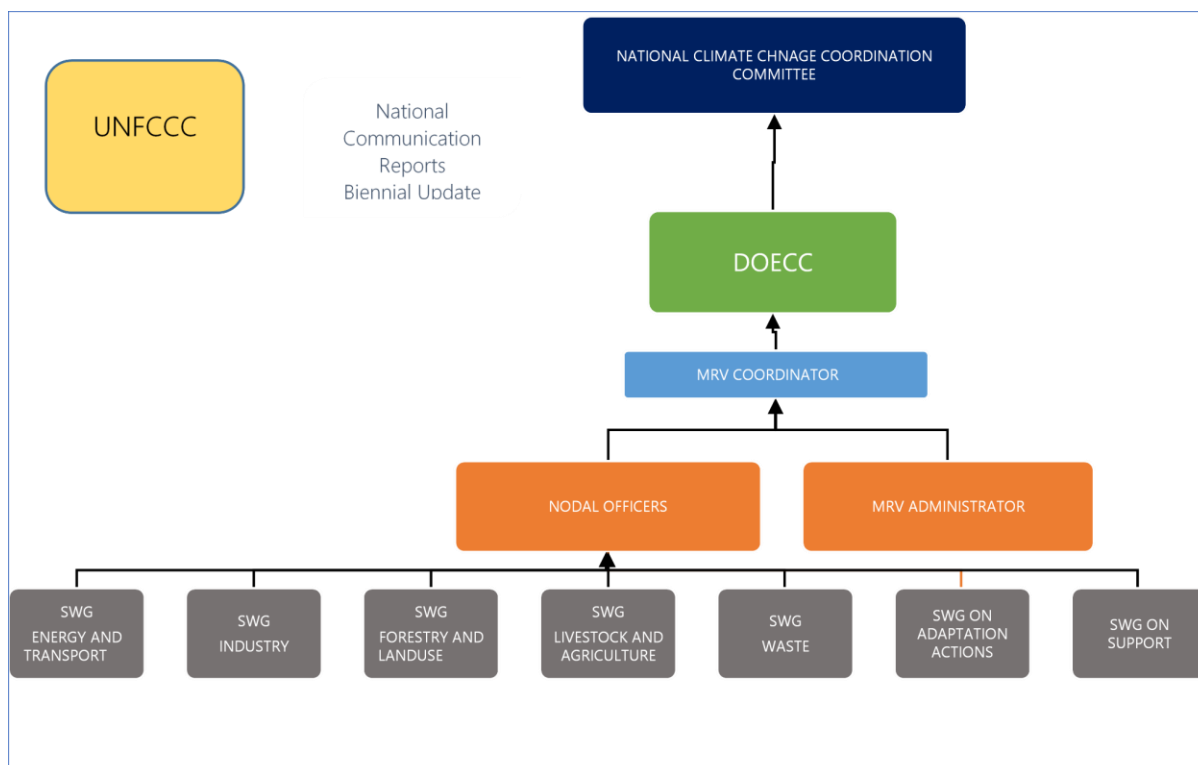 NATIONAL CLIMATE CHNAGE COORDINATION
COMMITTEE
UNFCCC
National
Communication
Reports
Biennial Update
DOECC
MRV COORDINATOR
NODAL OFFICERS
MRV ADMINISTRATOR
SWG
ENERGY AND
TRANSPORT
SWG
INDUSTRY
SWG
FORESTRY AND
LANDUSE
SWG
LIVESTOCK AND
AGRICULTURE
SWG
WASTE
SWG ON
ADAPTATION
ACTIONS
SWG ON
SUPPORT